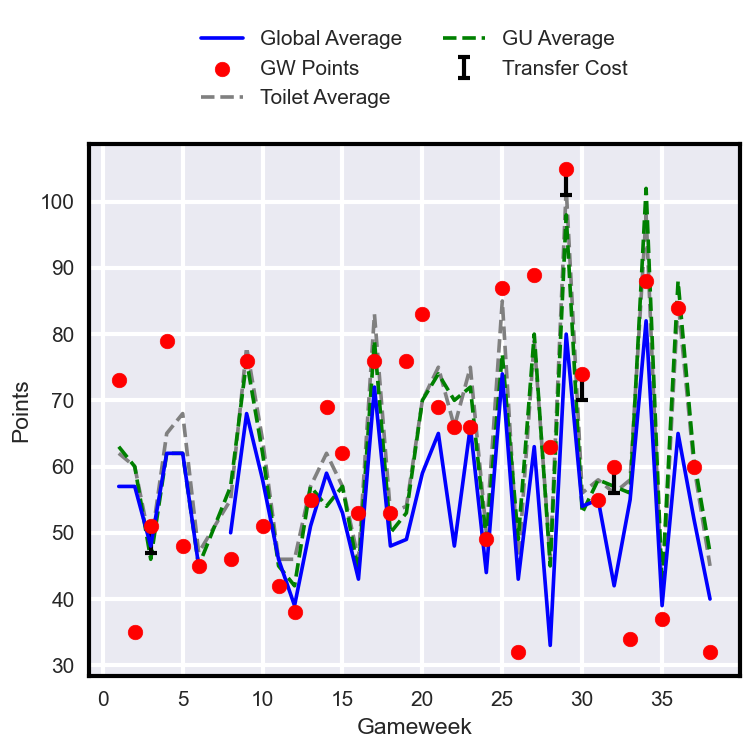 Global Average
GW Points
Toilet Average
GU Average
Transfer Cost
Points
100
90
80
70
60
50
40
30
0 5 10 15 20 25 30 35
Gameweek